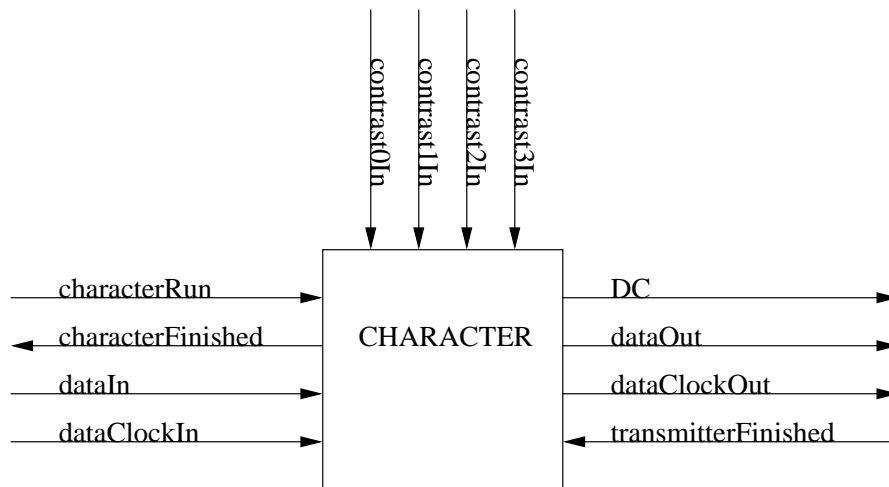 contrast0In
contrast1In
contrast2In
contrast3In
characterRun
DC
characterFinished
CHARACTER
dataOut
dataIn
dataClockOut
dataClockIn
transmitterFinished